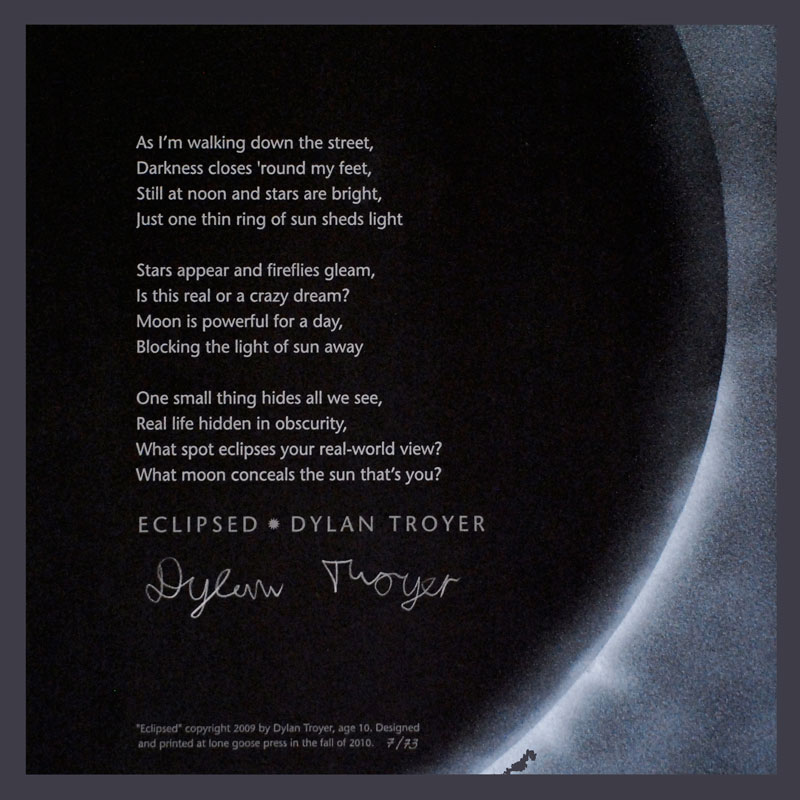 As I'm walking down the street,
Darkness closes 'round my feet,
Still at noon and stars are bright,
Just one thin ring of sun sheds light
Stars appear and fireflies gleam,
Is this real or a crazy dream?
Moon is powerful for a day,
Blocking the light of sun away
One small thing hides all we see,
Real life hidden in obscurity,
What spot eclipses your real-world view?
What moon conceals the sun that's you?
ECLIPSED ✹ DYLAN TROYER
Dylan Troyer
"Eclipsed" copyright 2009 by Dylan Troyer, age 10. Designed
and printed at lone goose press in the fall of 2010. 7/73